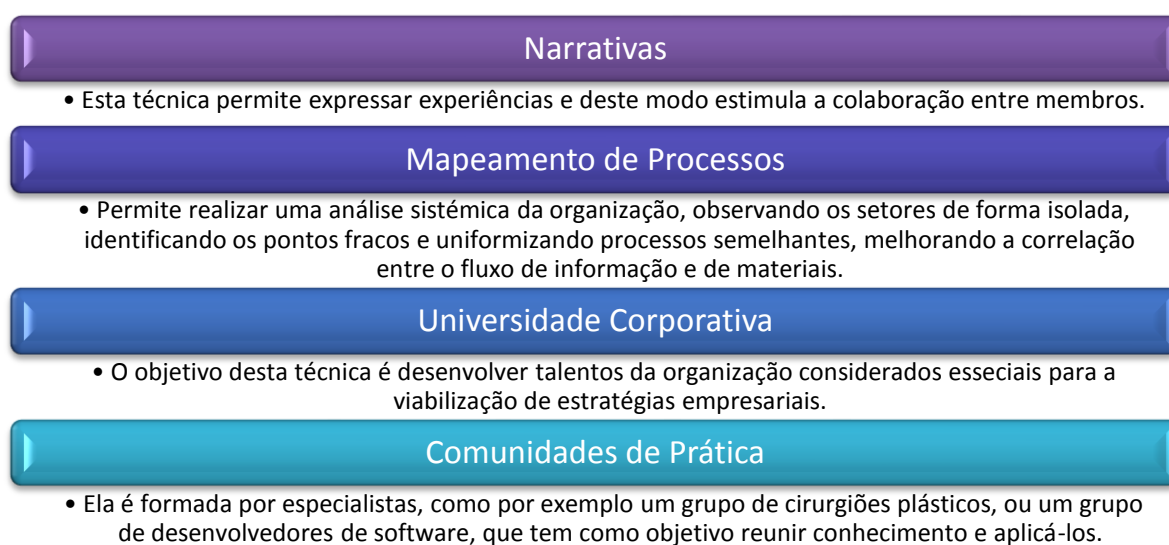 Narrativas
• Esta técnica permite expressar experiências e deste modo estimula a colaboração entre membros.
Mapeamento de Processos
• Permite realizar uma análise sistémica da organização, observando os setores de forma isolada,
identificando os pontos fracos e uniformizando processos semelhantes, melhorando a correlação
entre o fluxo de informação e de materiais.
Universidade Corporativa
• O objetivo desta técnica é desenvolver talentos da organização considerados esseciais para a
viabilização de estratégias empresariais.
Comunidades de Prática
• Ela é formada por especialistas, como por exemplo um grupo de cirurgiões plásticos, ou um grupo
de desenvolvedores de software, que tem como objetivo reunir conhecimento e aplicá-los.